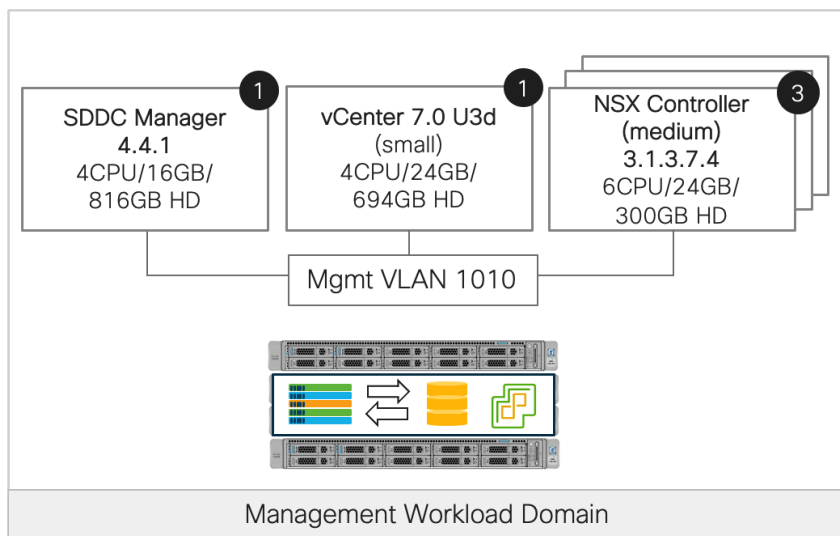 1
SDDC Manager
4.4.1
4CPU/16GB/
816GB HD
1
vCenter 7.0 U3d
(small)
4CPU/24GB/
694GB HD
3
NSX Controller
(medium)
3.1.3.7.4
6CPU/24GB/
300GB HD
Mgmt VLAN 1010
Management Workload Domain